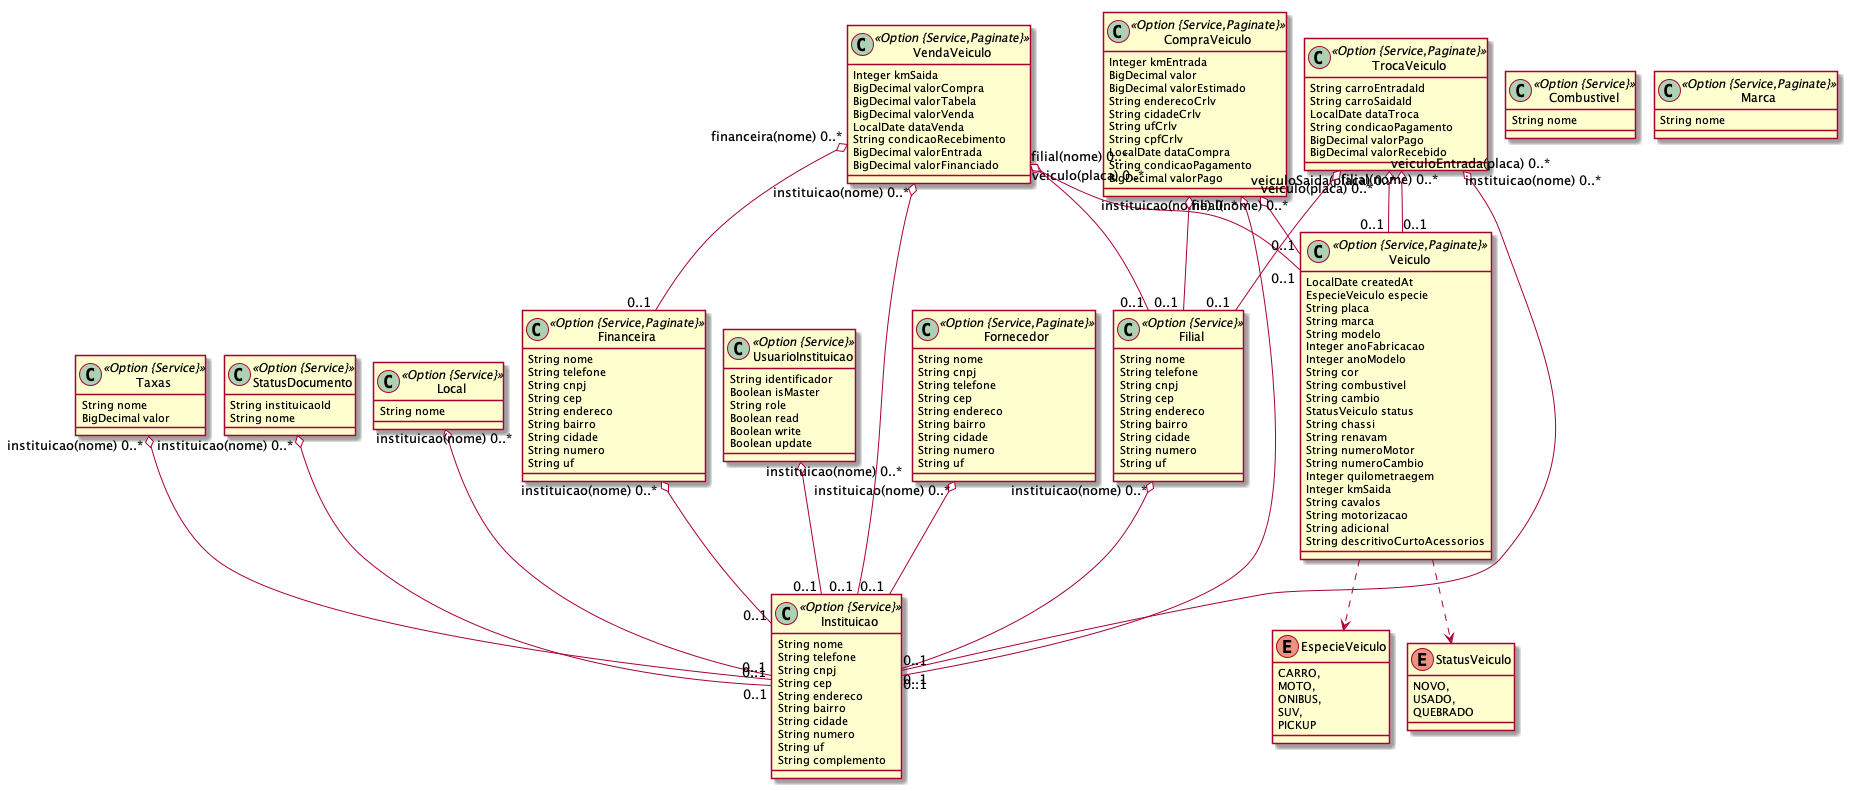 C «Option {Service,Paginate}»
VendaVeiculo
Integer kmSaida
BigDecimal valorCompra
BigDecimal valorTabela
BigDecimal valorVenda
LocalDate dataVenda
String condicaoRecebimento
BigDecimal valorEntrada
BigDecimal valorFinanciado
C «Option {Service,Paginate}»
CompraVeiculo
Integer kmEntrada
BigDecimal valor
BigDecimal valorEstimado
String enderecoCrlv
String cidadeCrlv
String ufCrlv
String cpfCrlv
LocalDate dataCompra
String condicaoPagamento
BigDecimal valorPago
C «Option {Service,Paginate}»
TrocaVeiculo
String carroEntradaId
String carroSaidaId
LocalDate dataTroca
String condicaoPagamento
BigDecimal valorPago
BigDecimal valorRecebido
C «Option {Service}»
Combustivel
String nome
C «Option {Service,Paginate}»
Marca
String nome
financeira(nome) 0..*
instituicao(nome) 0..*
filial(nome) 0..*
veiculo(placa) 0..*
instituicao(nome) 0..*
filial(nome) 0..*
veiculo(placa) 0..*
veiculoSaida(placa) 0..*
filial(nome) 0..*
veiculoEntrada(placa) 0..*
instituicao(nome) 0..*
0..1
0..1
0..1
0..1
0..1
0..1
0..1
0..1
C «Option {Service,Paginate}»
Veiculo
LocalDate createdAt
EspecieVeiculo especie
String placa
String marca
String modelo
Integer anoFabricacao
Integer anoModelo
String cor
String combustivel
String cambio
StatusVeiculo status
String chassi
String renavam
String numeroMotor
String numeroCambio
Integer quilometraegem
Integer kmSaida
String cavalos
String motorizacao
String adicional
String descritivoCurtoAcessorios
C «Option {Service}»
Taxas
String nome
BigDecimal valor
instituicao(nome) 0..*
C «Option {Service}»
StatusDocumento
String instituicaoId
String nome
instituicao(nome) 0..*
C «Option {Service}»
Local
String nome
instituicao(nome) 0..*
C «Option {Service,Paginate}»
Financeira
String nome
String telefone
String cnpj
String cep
String endereco
String bairro
String cidade
String numero
String uf
instituicao(nome) 0..*
C «Option {Service}»
UsuarioInstituicao
String identificador
Boolean isMaster
String role
Boolean read
Boolean write
Boolean update
instituicao(nome) 0..*
C «Option {Service,Paginate}»
Fornecedor
String nome
String cnpj
String telefone
String cep
String endereco
String bairro
String cidade
String numero
String uf
instituicao(nome) 0..*
C «Option {Service}»
Filial
String nome
String telefone
String cnpj
String cep
String endereco
String bairro
String cidade
String numero
String uf
instituicao(nome) 0..*
0..1
0..1
0..1
0..1
0..1
0..1
0..1
0..1
0..1
0..1
C «Option {Service}»
Instituicao
String nome
String telefone
String cnpj
String cep
String endereco
String bairro
String cidade
String numero
String uf
String complemento
E EspecieVeiculo
CARRO,
MOTO,
ONIBUS,
SUV,
PICKUP
E StatusVeiculo
NOVO,
USADO,
QUEBRADO